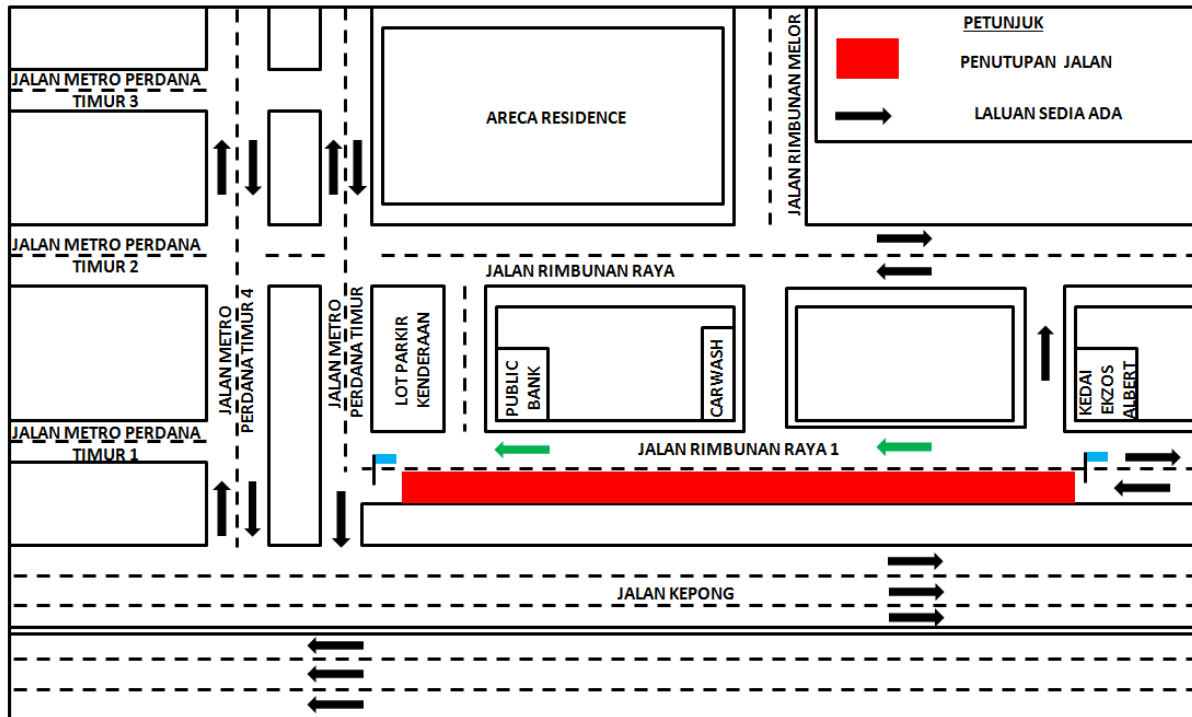 PETUNJUK
PENUTUPAN JALAN
LALUAN SEDIA ADA
JALAN METRO PERDANA
TIMUR 3
ARECA RESIDENCE
JALAN RIMBUNAN MELOR
JALAN METRO PERDANA
TIMUR 2
JALAN RIMBUNAN RAYA
JALAN METRO
PERDANA TIMUR 4
JALAN METRO
PERDANA TIMUR
LOT PARKIR
KENDERAAN
PUBLIC
BANK
CARWASH
KEDAI
EKZOS
ALBERT
JALAN METRO PERDANA
TIMUR 1
JALAN RIMBUNAN RAYA 1
JALAN KEPONG